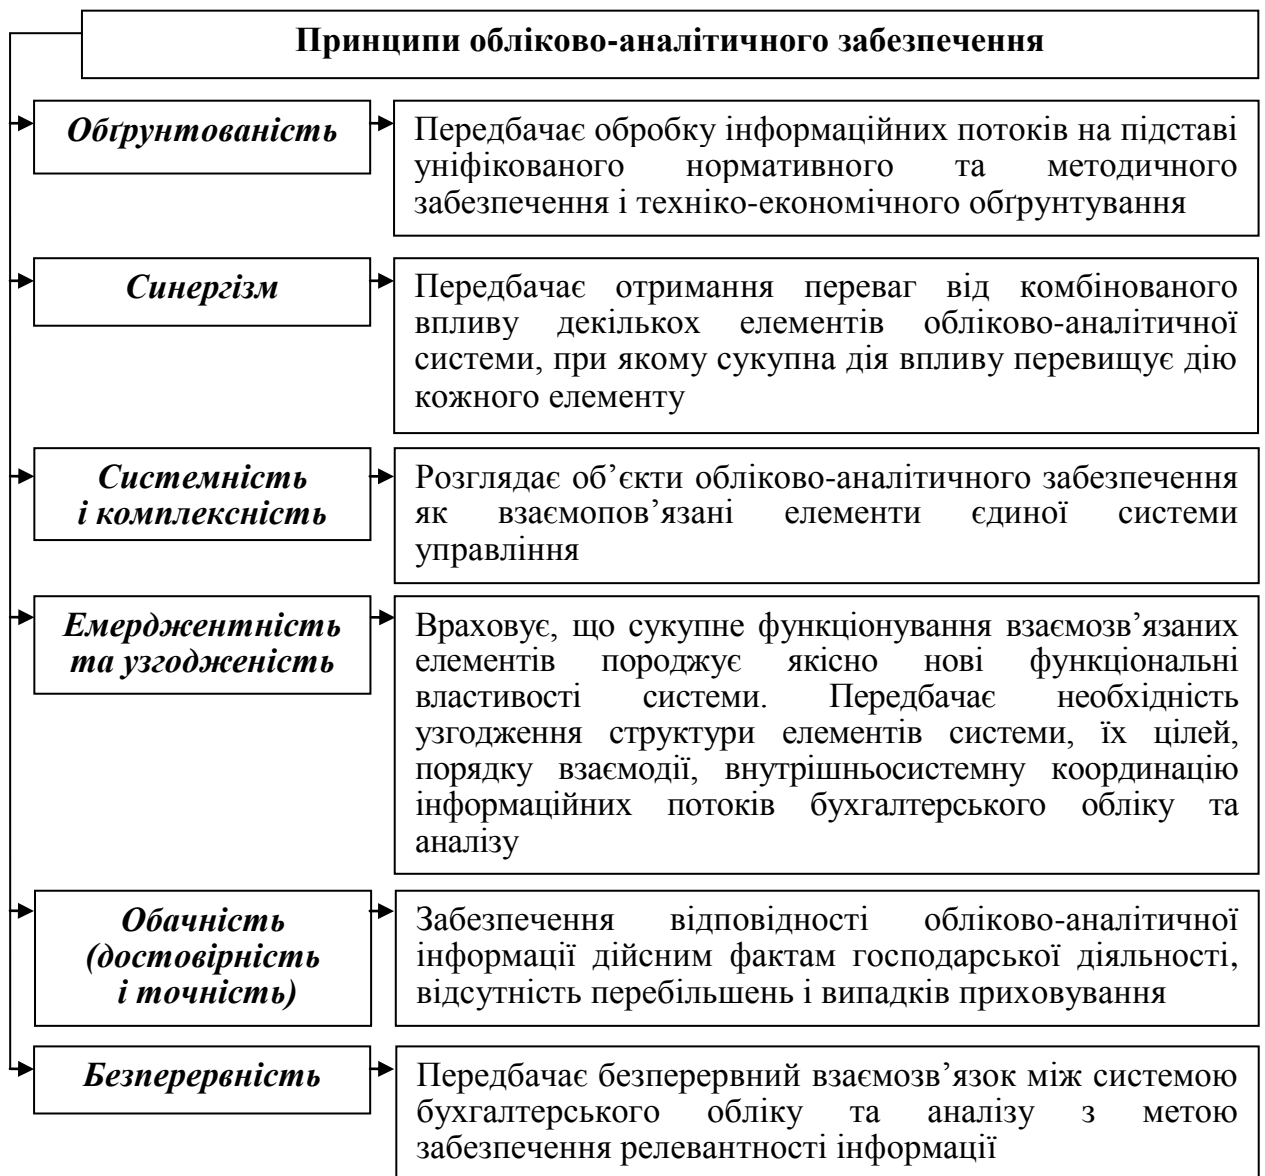 Принципи обліково-аналітичного забезпечення
Обґрунтованість
Передбачає обробку інформаційних потоків на підставі
уніфікованого нормативного та методичного
забезпечення і техніко-економічного обґрунтування
Синергізм
Передбачає отримання переваг від комбінованого
впливу декількох елементів обліково-аналітичної
системи, при якому сукупна дія впливу перевищує дію
кожного елементу
Системність
і комплексність
Розглядає об’єкти обліково-аналітичного забезпечення
як взаємопов’язані елементи єдиної системи
управління
Емерджентність
та узгодженість
Враховує, що сукупне функціонування взаємозв’язаних
елементів породжує якісно нові функціональні
властивості системи. Передбачає необхідність
узгодження структури елементів системи, їх цілей,
порядку взаємодії, внутрішньосистемну координацію
інформаційних потоків бухгалтерського обліку та
аналізу
Обачність
(достовірність
і точність)
Забезпечення відповідності обліково-аналітичної
інформації дійсним фактам господарської діяльності,
відсутність перебільшень і випадків приховування
Безперервність
Передбачає безперервний взаємозв’язок між системою
бухгалтерського обліку та аналізу з метою
забезпечення релевантності інформації